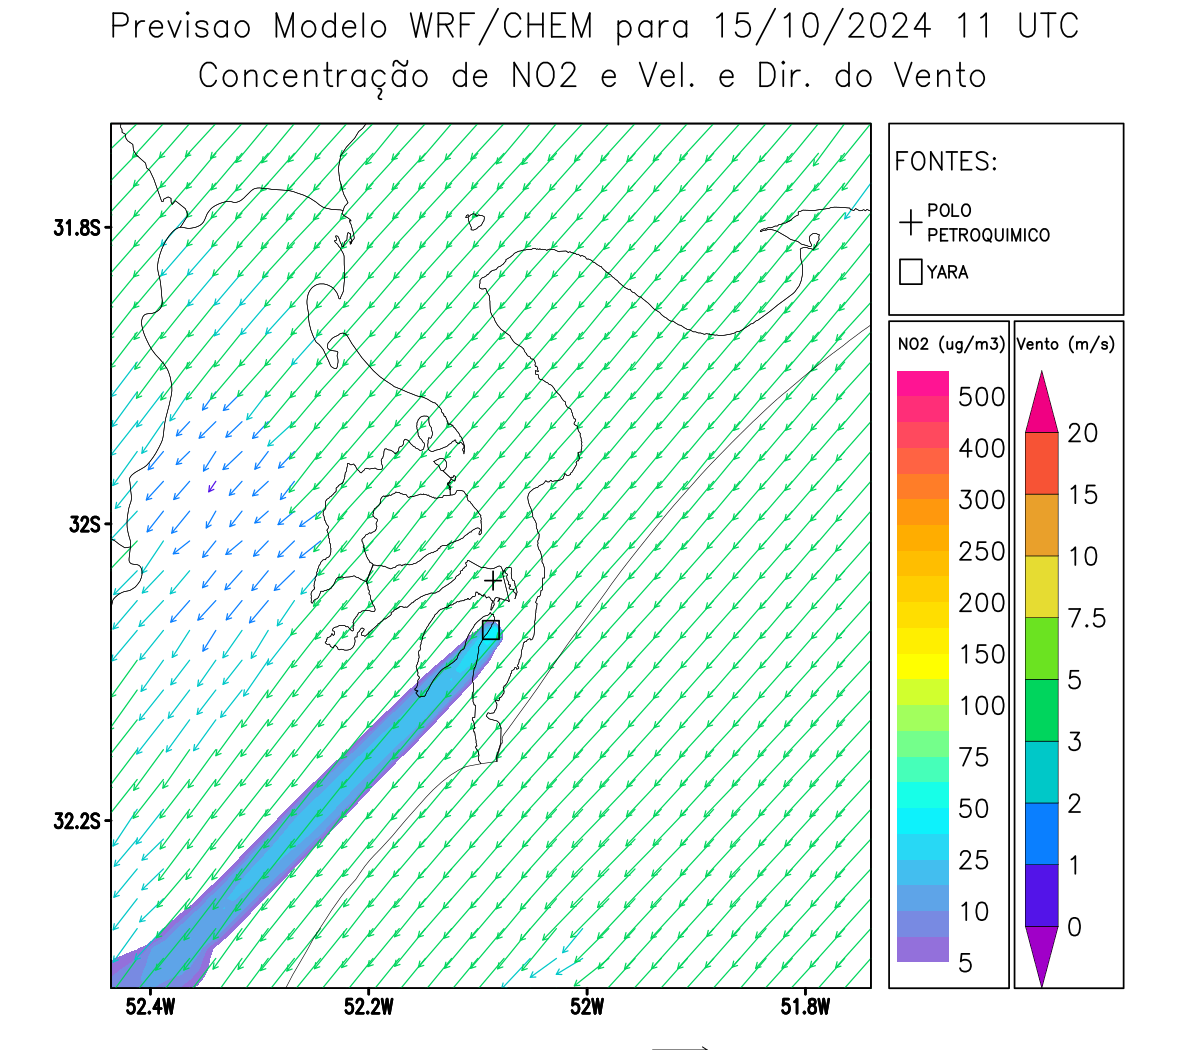 Previsao Modelo WRF/CHEM para 15/10/2024 11 UTC
Concentração de NO2 e Vel. e Dir. do Vento
FONTES:
POLO
PETROQUIMICO
YARA
NO2 (ug/m3)
500
400
300
250
200
150
100
75
50
25
10
5
Vento (m/s)
20
15
10
7.5
5
3
2
1
0
31.8S
32S
32.2S
52.4W
52.2W
52W
51.8W